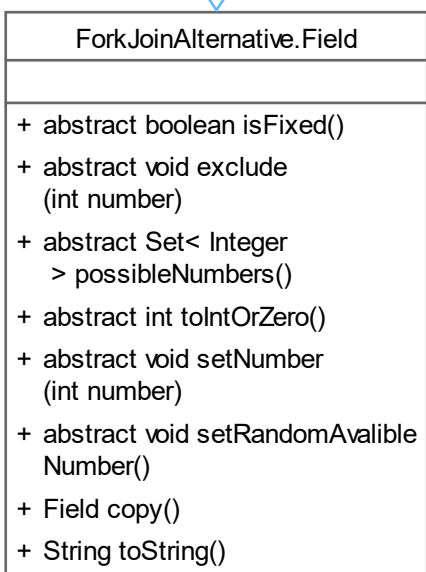 ForkJoinAlternative.Field
+ abstract boolean isFixed()
+ abstract void exclude
(int number)
+ abstract Set< Integer
> possibleNumbers()
+ abstract int toIntOrZero()
+ abstract void setNumber
(int number)
+ abstract void setRandomAvalible
Number()
+ Field copy()
+ String toString()